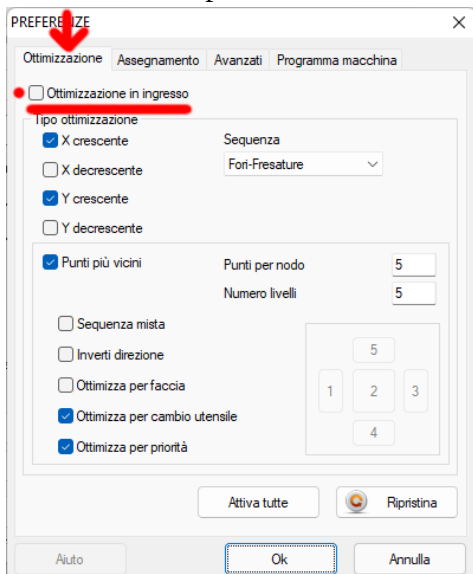 PREFERENZE
Ottimizzazione Assegnamento Avanzati Programma macchina
Ottimizzazione in ingresso
Tipo ottimizzazione
X crescente
Sequenza
X decrescente
Fori-Fresature
Y crescente
Y decrescente
Punti più vicini
Punti per nodo 5
Numero livelli 5
Sequenza mista
Inverti direzione
5
Ottimizza per faccia
1 2 3
Ottimizza per cambio utensile
4
Ottimizza per priorità
Attiva tutte Ripristina
Aiuto Ok Annulla